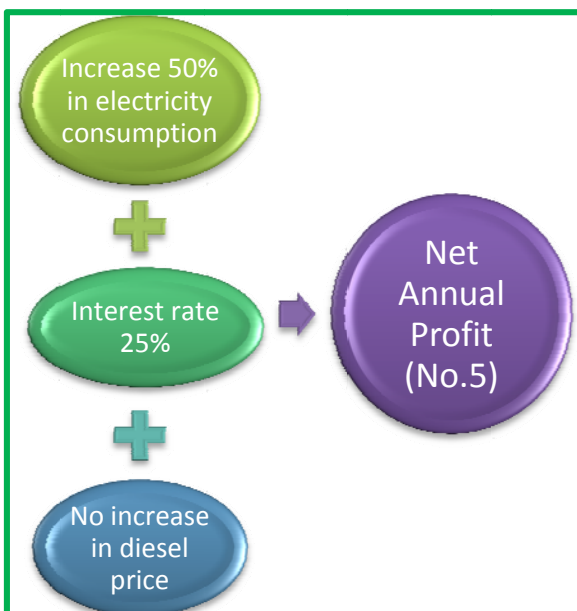 Increase 50%
in electricity
consumption
Interest rate
25%
No increase
in diesel
price
Net
Annual
Profit
(No.5)